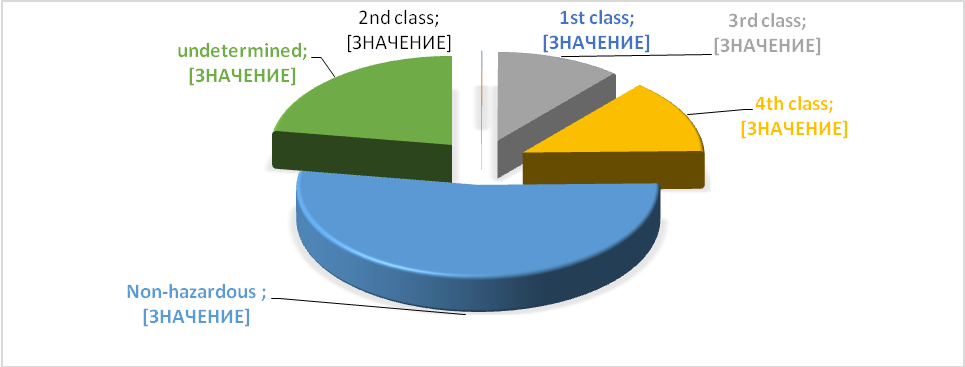 2nd class;
[ЗНАЧЕНИЕ]
1st class;
[ЗНАЧЕНИЕ]
3rd class;
[ЗНАЧЕНИЕ]
undetermined;
[ЗНАЧЕНИЕ]
4th class;
[ЗНАЧЕНИЕ]
Non-hazardous ;
[ЗНАЧЕНИЕ]